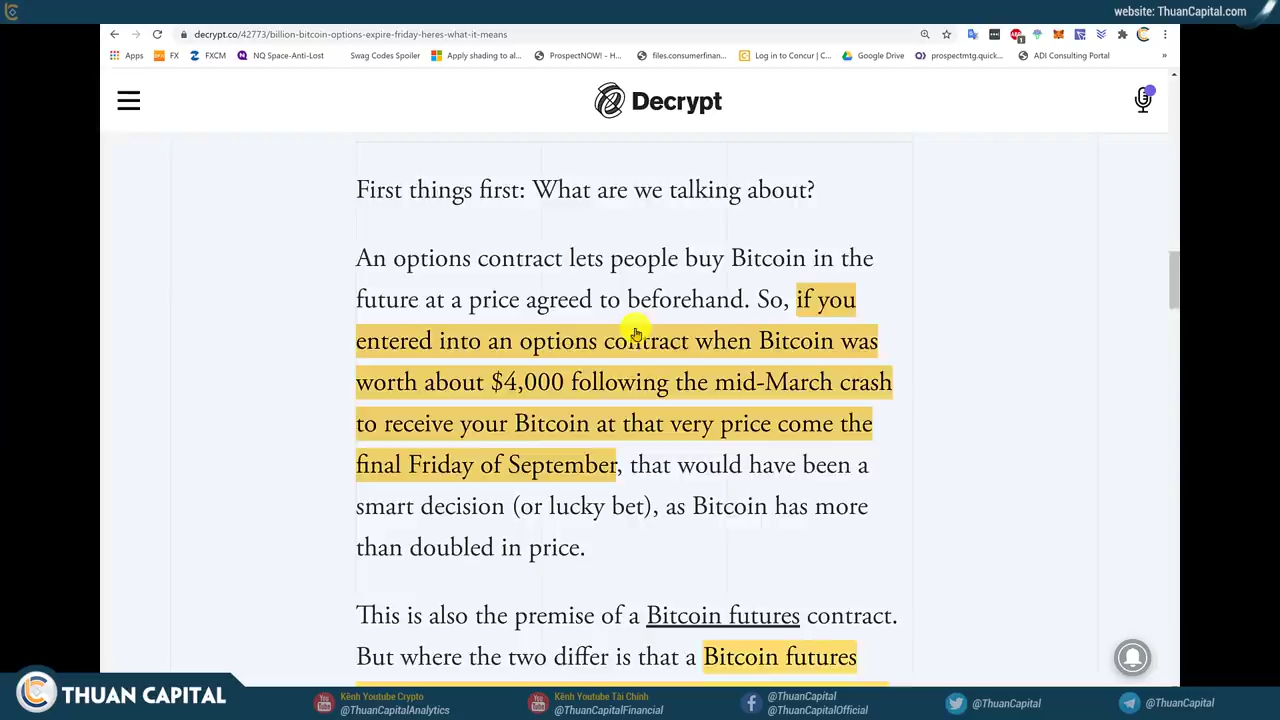 website: ThuanCapital.com
decrypt.co/42773/billion-bitcoin-options-expire-friday-heres-what-it-means
Apps FX FXCM NQ Space-Anti-Lost Swag Codes Spoiler Apply shading to al... ProspectNOW! - H... files.consumerfinan... Log in to Concur | C... Google Drive prospectmtg.quick... ADI Consulting Portal »
Decrypt
First things first: What are we talking about?
An options contract lets people buy Bitcoin in the
future at a price agreed to beforehand. So, if you
entered into an options contract when Bitcoin was
worth about $4,000 following the mid-March crash
to receive your Bitcoin at that very price come the
final Friday of September, that would have been a
smart decision (or lucky bet), as Bitcoin has more
than doubled in price.
This is also the premise of a Bitcoin futures contract.
But where the two differ is that a Bitcoin futures
THUAN CAPITAL
Kênh Youtube Crypto
@ThuanCapitalAnalytics
Kênh Youtube Tài Chính
@ThuanCapitalFinancial
@ThuanCapital
@ThuanCapitalOfficial
@ThuanCapital
@ThuanCapital